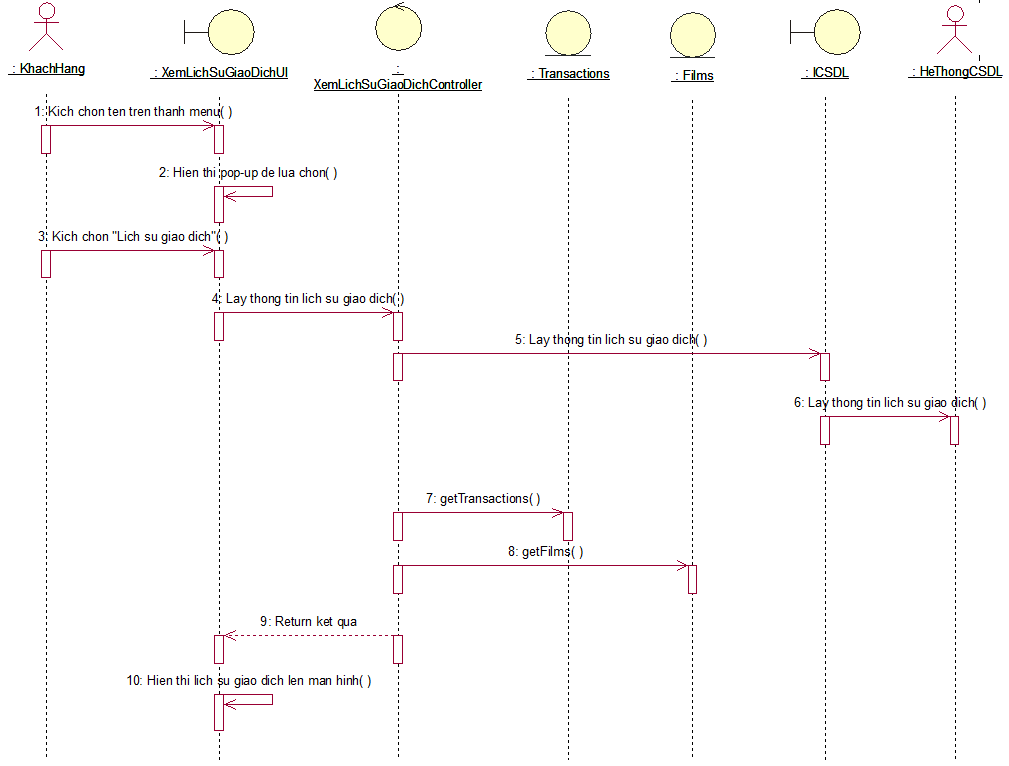 : KhachHang
: XemLichSuGiaoDichUI
:
XemLichSuGiaoDichController
: Transactions
: Films
: ICSDL
: HeThongCSDL
1: Kich chon ten tren thanh menu( )
2: Hien thi pop-up de lua chon( )
3: Kich chon "Lich su giao dich"( )
4: Lay thong tin lich su giao dich( )
5: Lay thong tin lich su giao dich( )
6: Lay thong tin lich su giao dich( )
7: getTransactions( )
8: getFilms( )
9: Return ket qua
10: Hien thi lich su giao dich len man hinh( )